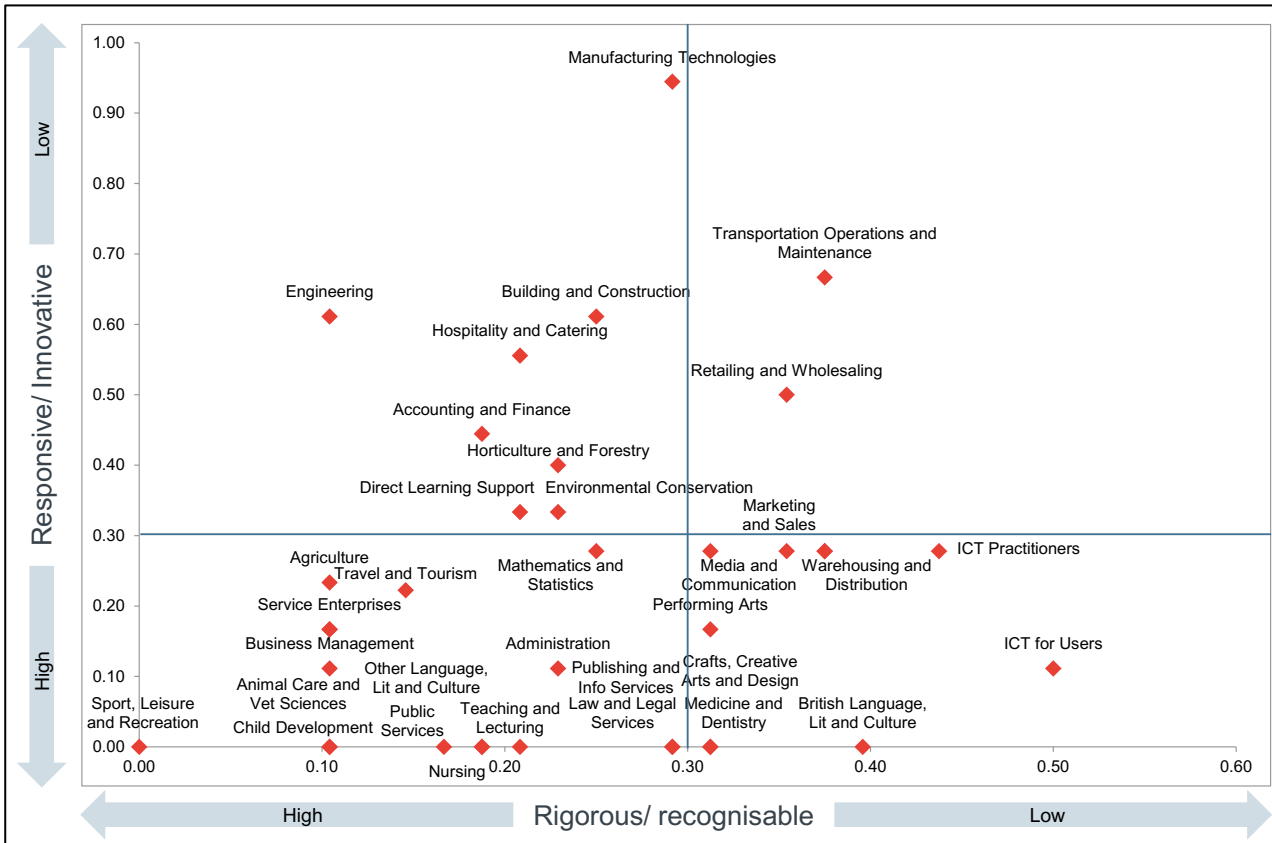 1.00
0.90
0.80
0.70
0.60
0.50
0.40
0.30
0.20
0.10
0.00
Low
Responsive/ Innovative
High
Manufacturing Technologies
Transportation Operations and
Maintenance
Engineering
Building and Construction
Hospitality and Catering
Retailing and Wholesaling
Accounting and Finance
Horticulture and Forestry
Direct Learning Support
Environmental Conservation
Marketing
and Sales
Agriculture
Travel and Tourism
Mathematics and
Statistics
Media and
Communication
Warehousing and
Distribution
ICT Practitioners
Service Enterprises
Performing Arts
Business Management
Administration
ICT for Users
Other Language,
Lit and Culture
Publishing and
Info Services
Crafts, Creative
Arts and Design
Animal Care and
Vet Sciences
Sport, Leisure
and Recreation
Child Development
Public
Services
Teaching and
Lecturing
Law and Legal
Services
Medicine and
Dentistry
British Language,
Lit and Culture
Nursing
0.00
0.10
0.20
0.30
0.40
0.50
0.60
High
Rigorous/ recognisable
Low